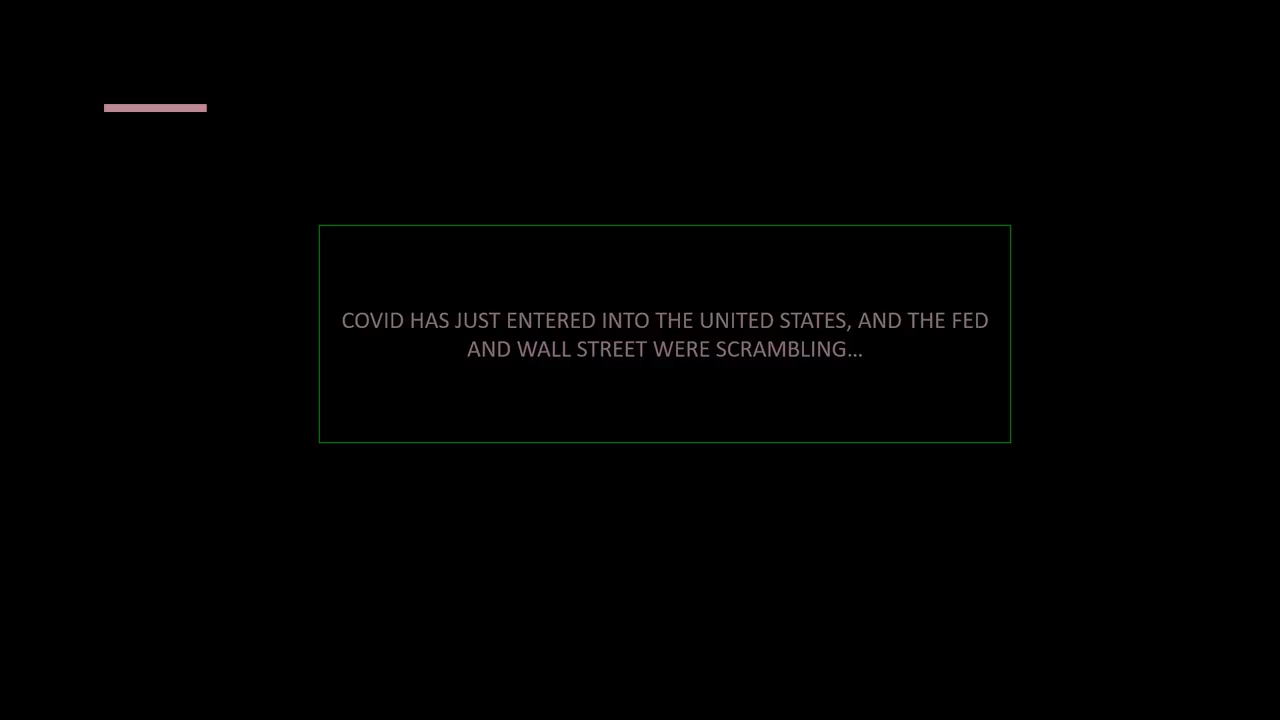 COVID HAS JUST ENTERED INTO THE UNITED STATES, AND THE FED
AND WALL STREET WERE SCRAMBLING...